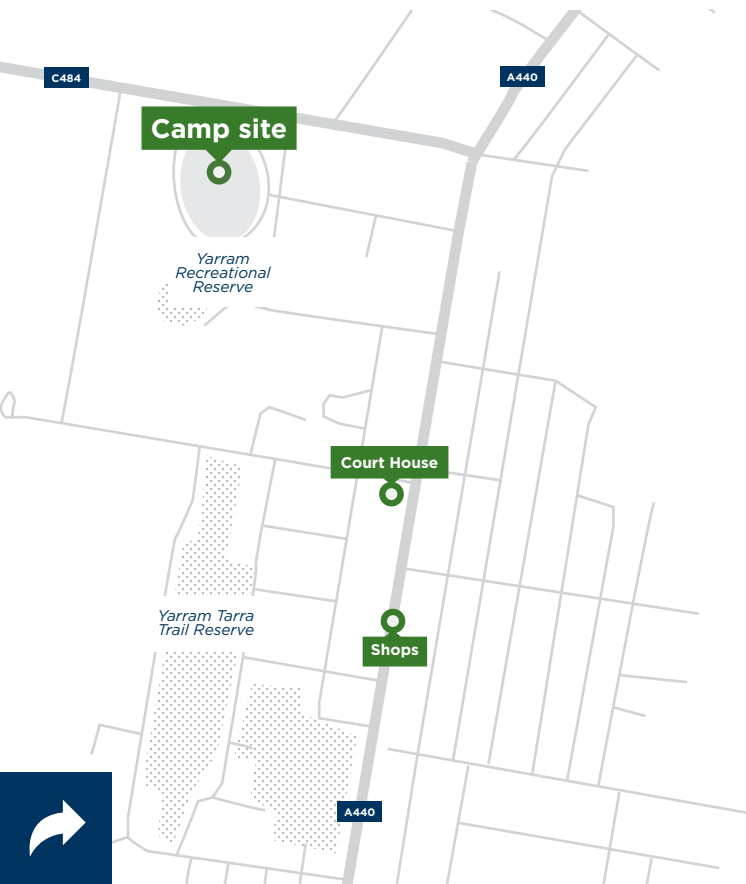 C484
A440
Camp site
Yarram
Recreational
Reserve
Court House
Yarram Tarra
Trail Reserve
Shops
A440